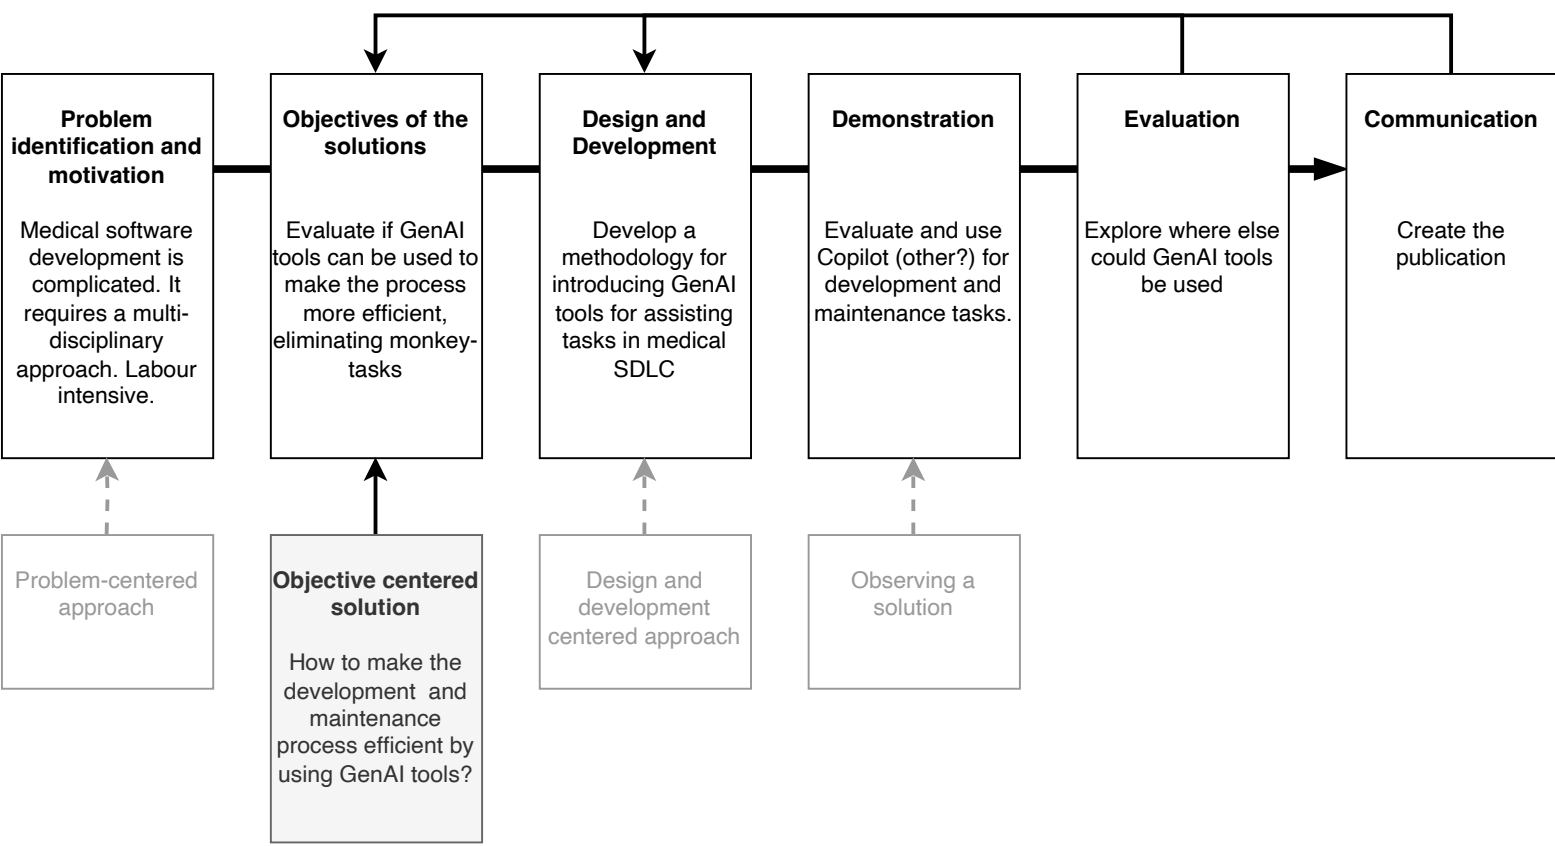 Problem
identification and
motivation
Medical software
development is
complicated. It
requires a multi-
disciplinary
approach. Labour
intensive.
Objectives of the
solutions
Evaluate if GenAI
tools can be used to
make the process
more efficient,
eliminating monkey-
tasks
Design and
Development
Develop a
methodology for
introducing GenAI
tools for assisting
tasks in medical
SDLC
Demonstration
Evaluate and use
Copilot (other?) for
development and
maintenance tasks.
Evaluation
Explore where else
could GenAI tools
be used
Communication
Create the
publication
Problem-centered
approach
Objective centered
solution
How to make the
development  and
maintenance
process efficient by
using GenAI tools?
Design and
development
centered approach
Observing a
solution